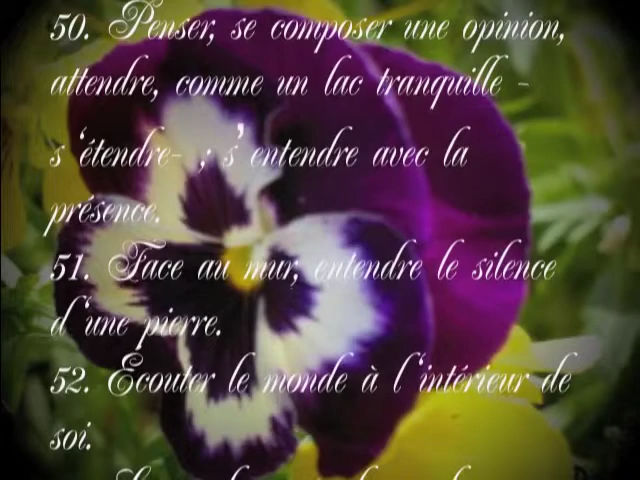 50. Penser, se composer une opinion,
attendre, comme un lac tranquille -
s'étendre- ; s'entendre avec la
présence.
51. Face au mur, entendre le silence
d'une pierre.
52. Ecouter le monde à l'intérieur de
soi.